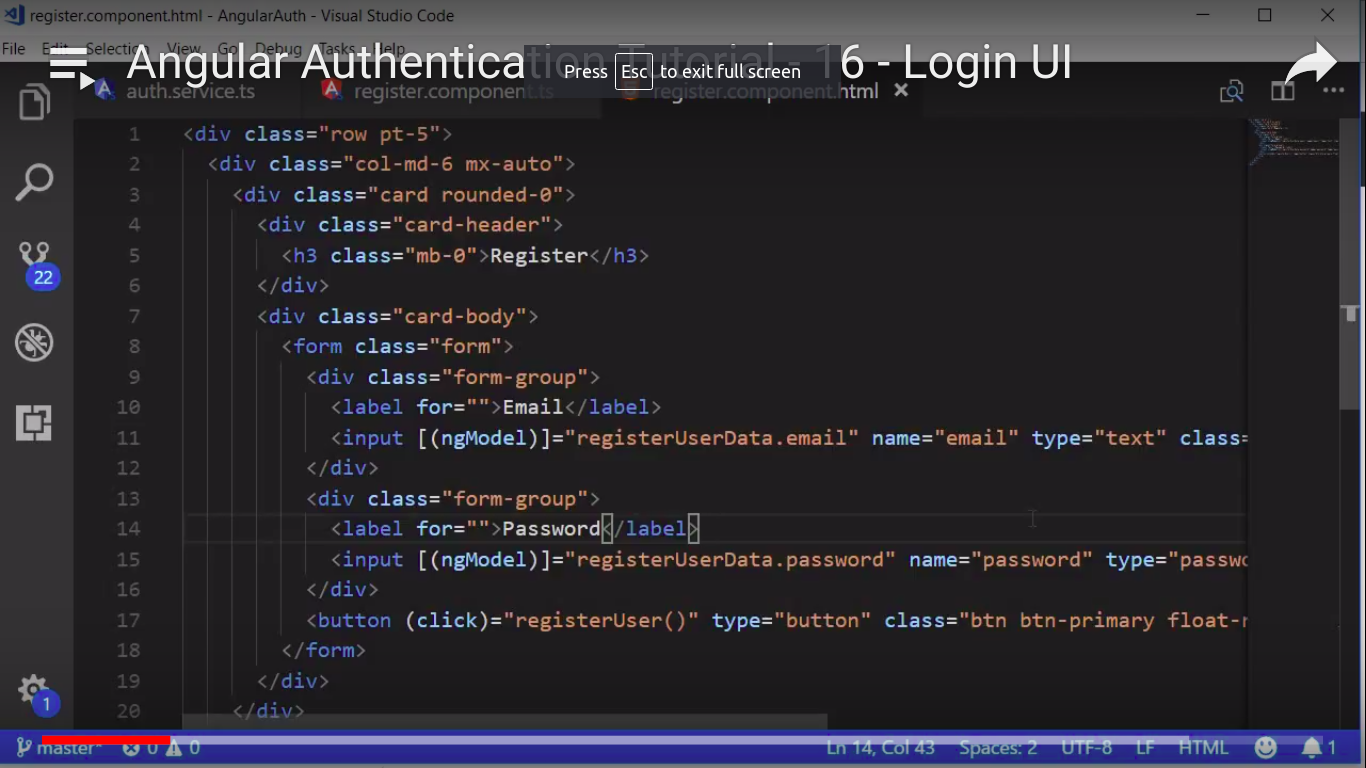 register.component.html - AngularAuth - Visual Studio Code
File Edit Selection View Go Debug Tasks Help
Angular Authentication Tutorial - 16 - Login UI
Press Esc to exit full screen
auth.service.ts register.component.ts register.component.html
1 <div class="row pt-5">
2 <div class="col-md-6 mx-auto">
3 <div class="card rounded-0">
4 <div class="card-header">
5 <h3 class="mb-0">Register</h3>
6 </div>
7 <div class="card-body">
8 <form class="form">
9 <div class="form-group">
10 <label for="">Email</label>
11 <input [(ngModel)]="registerUserData.email" name="email" type="text" class=
12 </div>
13 <div class="form-group">
14 <label for="">Password</label>
15 <input [(ngModel)]="registerUserData.password" name="password" type="passwo
16 </div>
17 <button (click)="registerUser()" type="button" class="btn btn-primary float-r
18 </form>
19 </div>
20 </div>
22
1
master* 0 0 Ln 14, Col 43 Spaces: 2 UTF-8 LF HTML 1